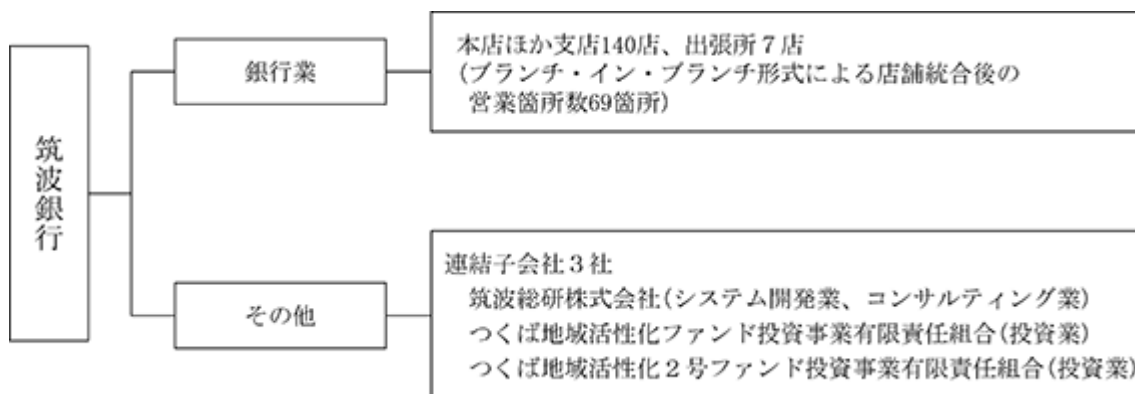 筑波銀行
銀行業
本店ほか支店140店、出張所７店
(ブランチ・イン・ブランチ形式による店舗統合後の
営業箇所数69箇所)
その他
連結子会社３社
筑波総研株式会社(システム開発業、コンサルティング業)
つくば地域活性化ファンド投資事業有限責任組合(投資業)
つくば地域活性化２号ファンド投資事業有限責任組合(投資業)